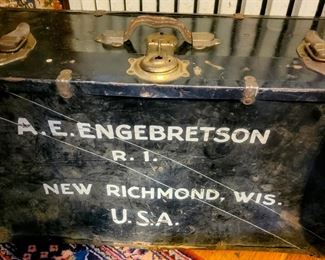 A. E. ENGEBRETSON
R. I.
NEW RICHMOND, WIS.
U.S.A.